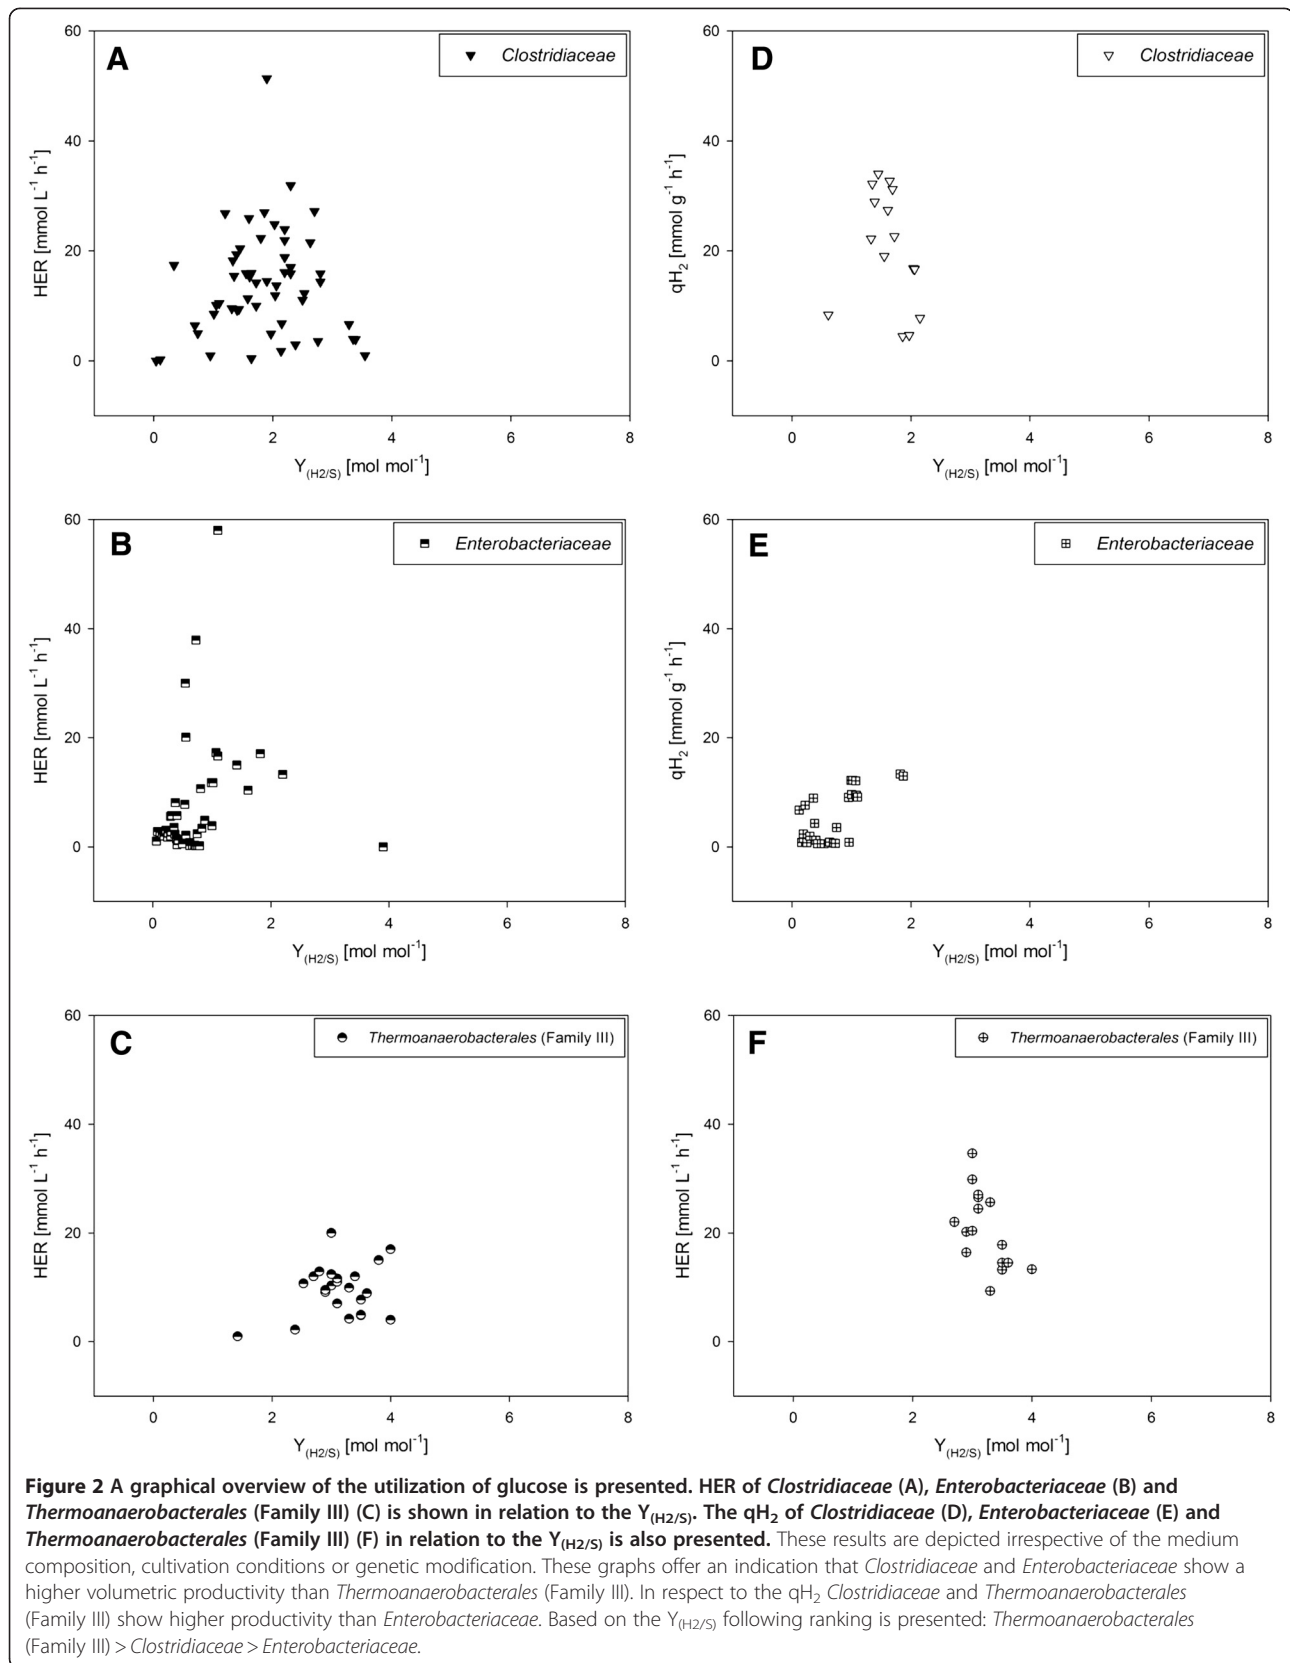 A
Clostridiaceae
60
40
20
0
HER [mmol L⁻¹ h⁻¹]
0 2 4 6 8
Y(H2/S) [mol mol⁻¹]
D
Clostridiaceae
60
40
20
0
qH₂ [mmol g⁻¹ h⁻¹]
0 2 4 6 8
Y(H2/S) [mol mol⁻¹]
B
Enterobacteriaceae
60
40
20
0
HER [mmol L⁻¹ h⁻¹]
0 2 4 6 8
Y(H2/S) [mol mol⁻¹]
E
Enterobacteriaceae
60
40
20
0
qH₂ [mmol g⁻¹ h⁻¹]
0 2 4 6 8
Y(H2/S) [mol mol⁻¹]
C
Thermoanaerobacterales (Family III)
60
40
20
0
HER [mmol L⁻¹ h⁻¹]
0 2 4 6 8
Y(H2/S) [mol mol⁻¹]
F
Thermoanaerobacterales (Family III)
60
40
20
0
HER [mmol L⁻¹ h⁻¹]
0 2 4 6 8
Y(H2/S) [mol mol⁻¹]
Figure 2 A graphical overview of the utilization of glucose is presented. HER of Clostridiaceae (A), Enterobacteriaceae (B) and
Thermoanaerobacterales (Family III) (C) is shown in relation to the Y(H2/S). The qH₂ of Clostridiaceae (D), Enterobacteriaceae (E) and
Thermoanaerobacterales (Family III) (F) in relation to the Y(H2/S) is also presented. These results are depicted irrespective of the medium
composition, cultivation conditions or genetic modification. These graphs offer an indication that Clostridiaceae and Enterobacteriaceae show a
higher volumetric productivity than Thermoanaerobacterales (Family III). In respect to the qH₂ Clostridiaceae and Thermoanaerobacterales
(Family III) show higher productivity than Enterobacteriaceae. Based on the Y(H2/S) following ranking is presented: Thermoanaerobacterales
(Family III) > Clostridiaceae > Enterobacteriaceae.